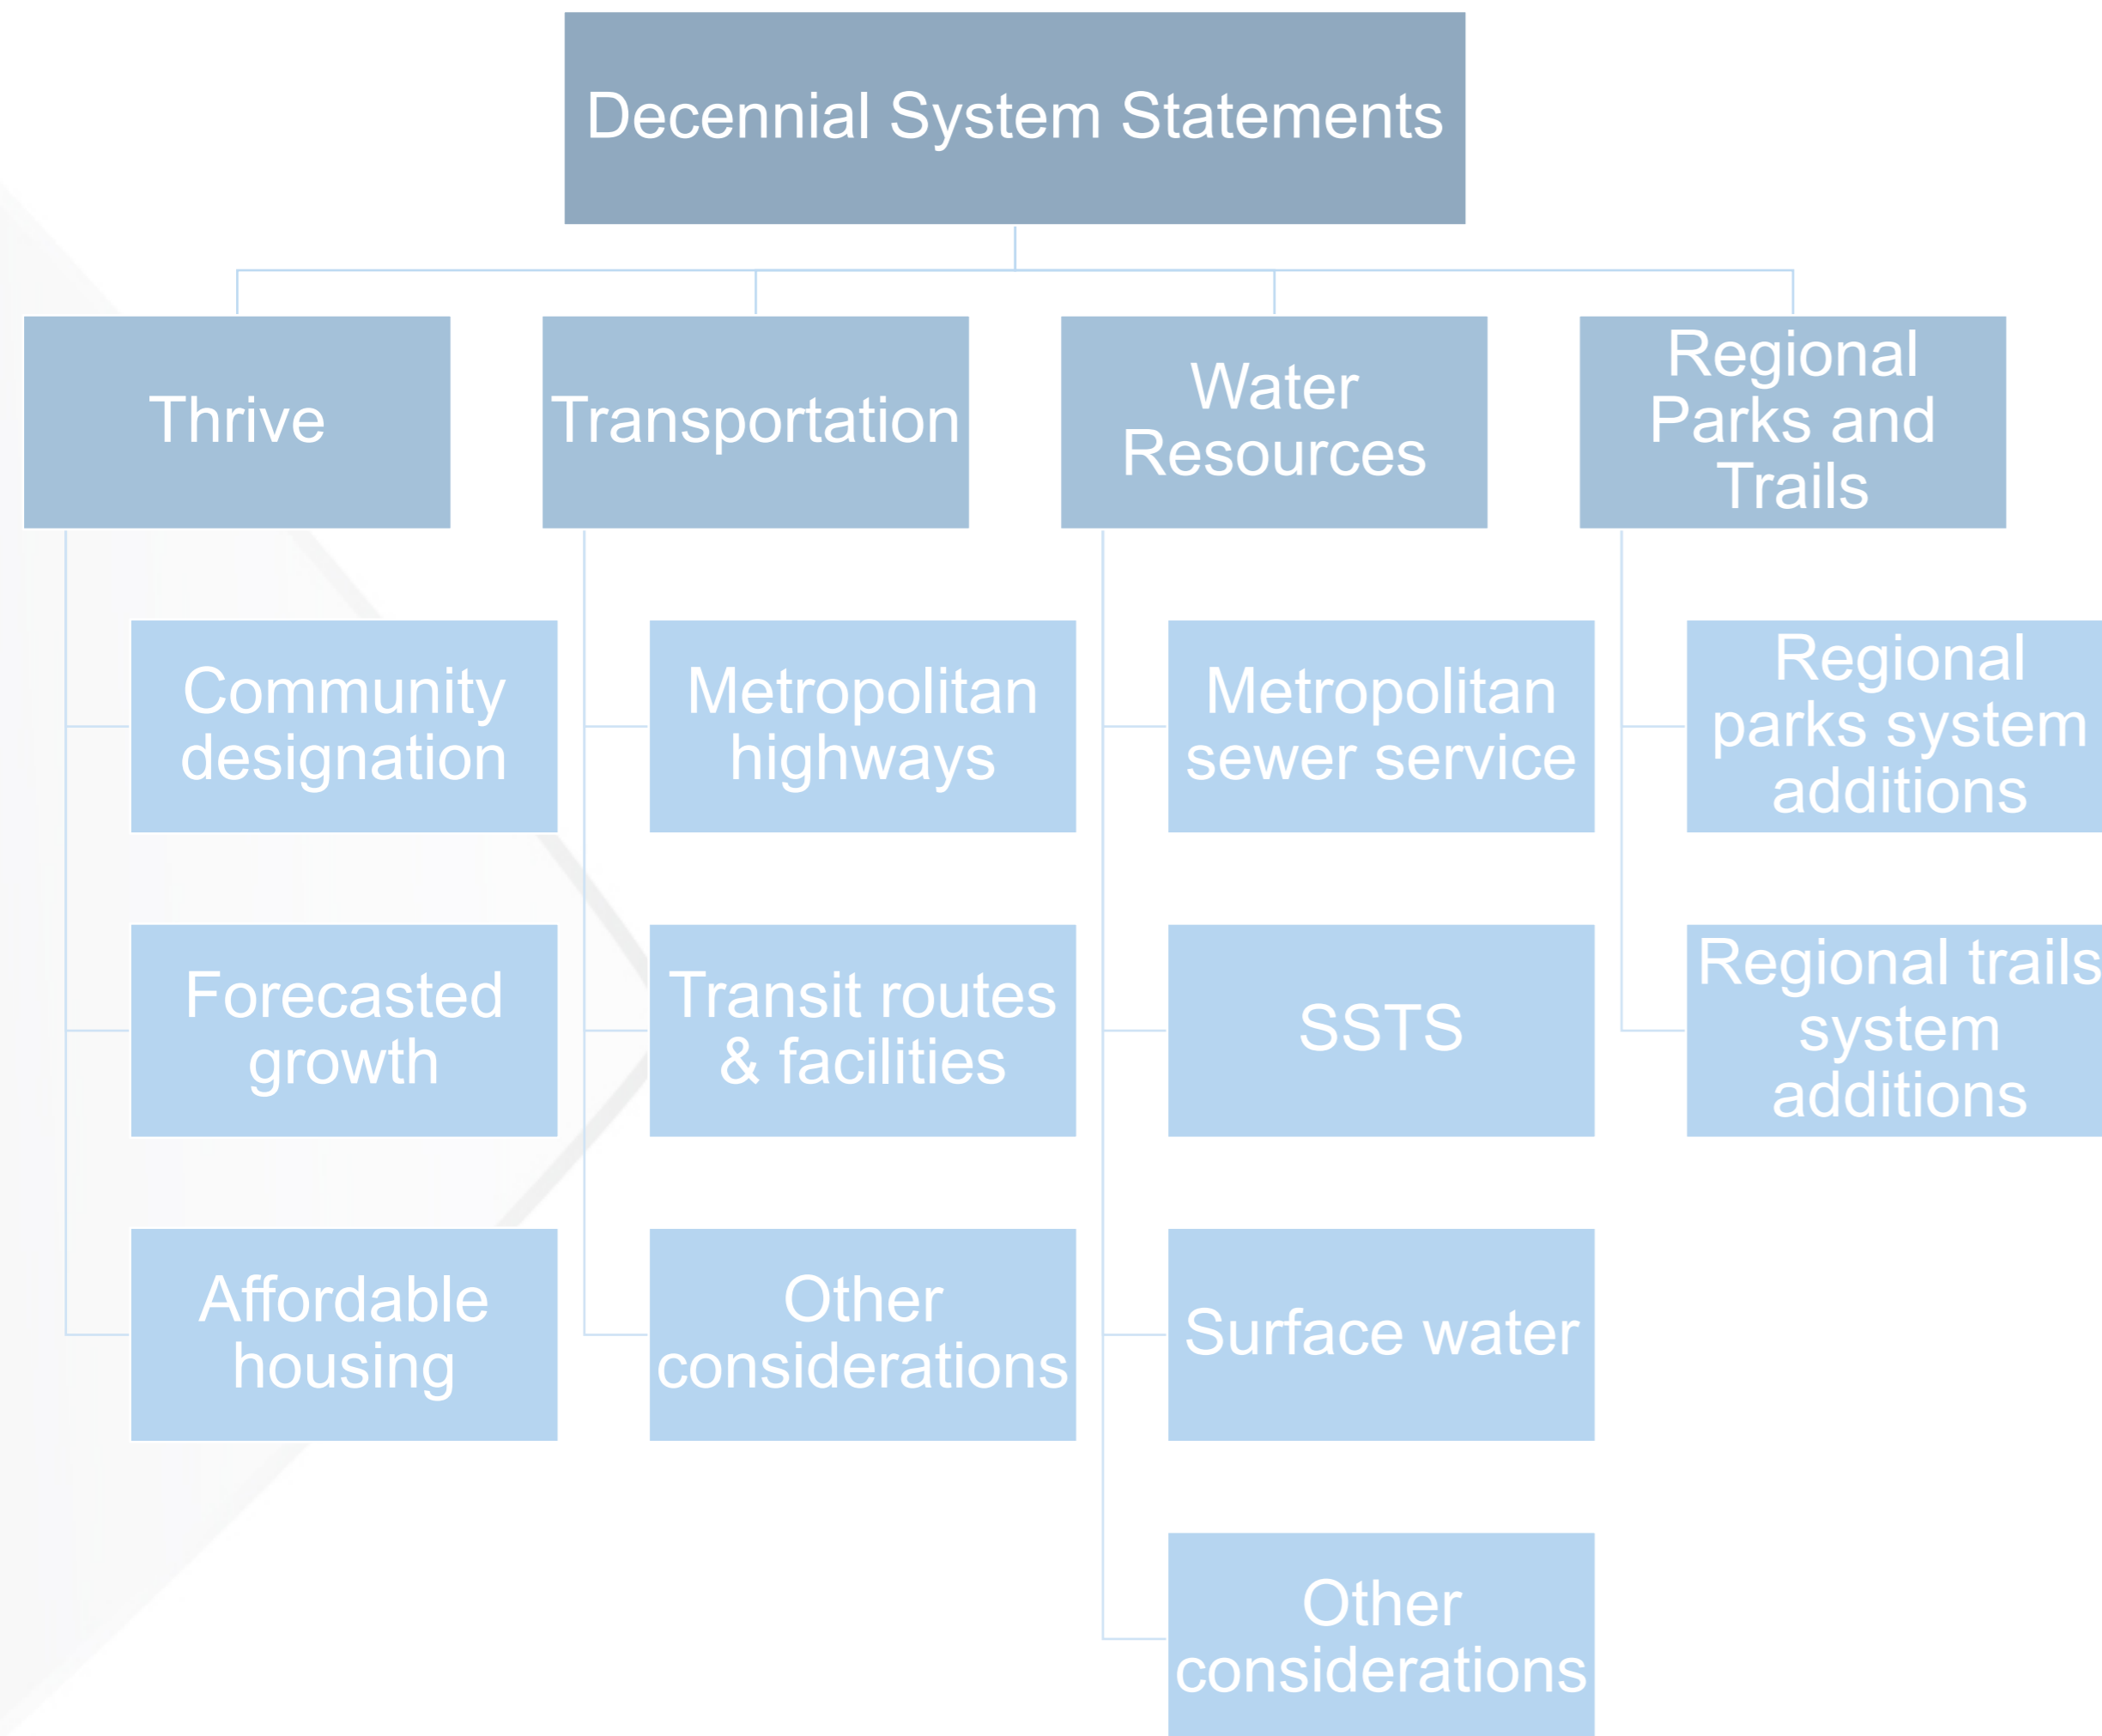 Decennial System Statements
Thrive
Community
designation
Forecasted
growth
Affordable
housing
Transportation
Metropolitan
highways
Transit routes
& facilities
Other
considerations
Water
Resources
Metropolitan
sewer service
SSTS
Surface water
Other
considerations
Regional
Parks and
Trails
Regional
parks system
additions
Regional trails
system
additions